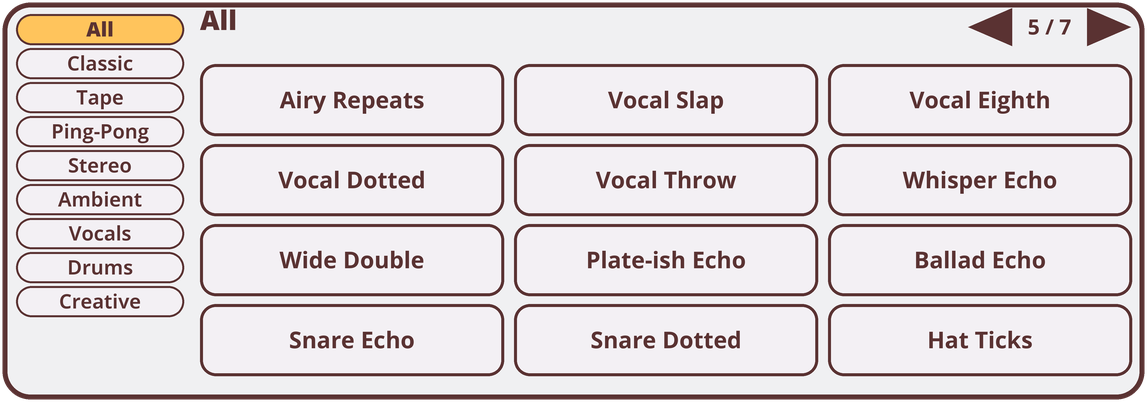 All
Classic
Tape
Ping-Pong
Stereo
Ambient
Vocals
Drums
Creative
All
5 / 7
Airy Repeats
Vocal Slap
Vocal Eighth
Vocal Dotted
Vocal Throw
Whisper Echo
Wide Double
Plate-ish Echo
Ballad Echo
Snare Echo
Snare Dotted
Hat Ticks